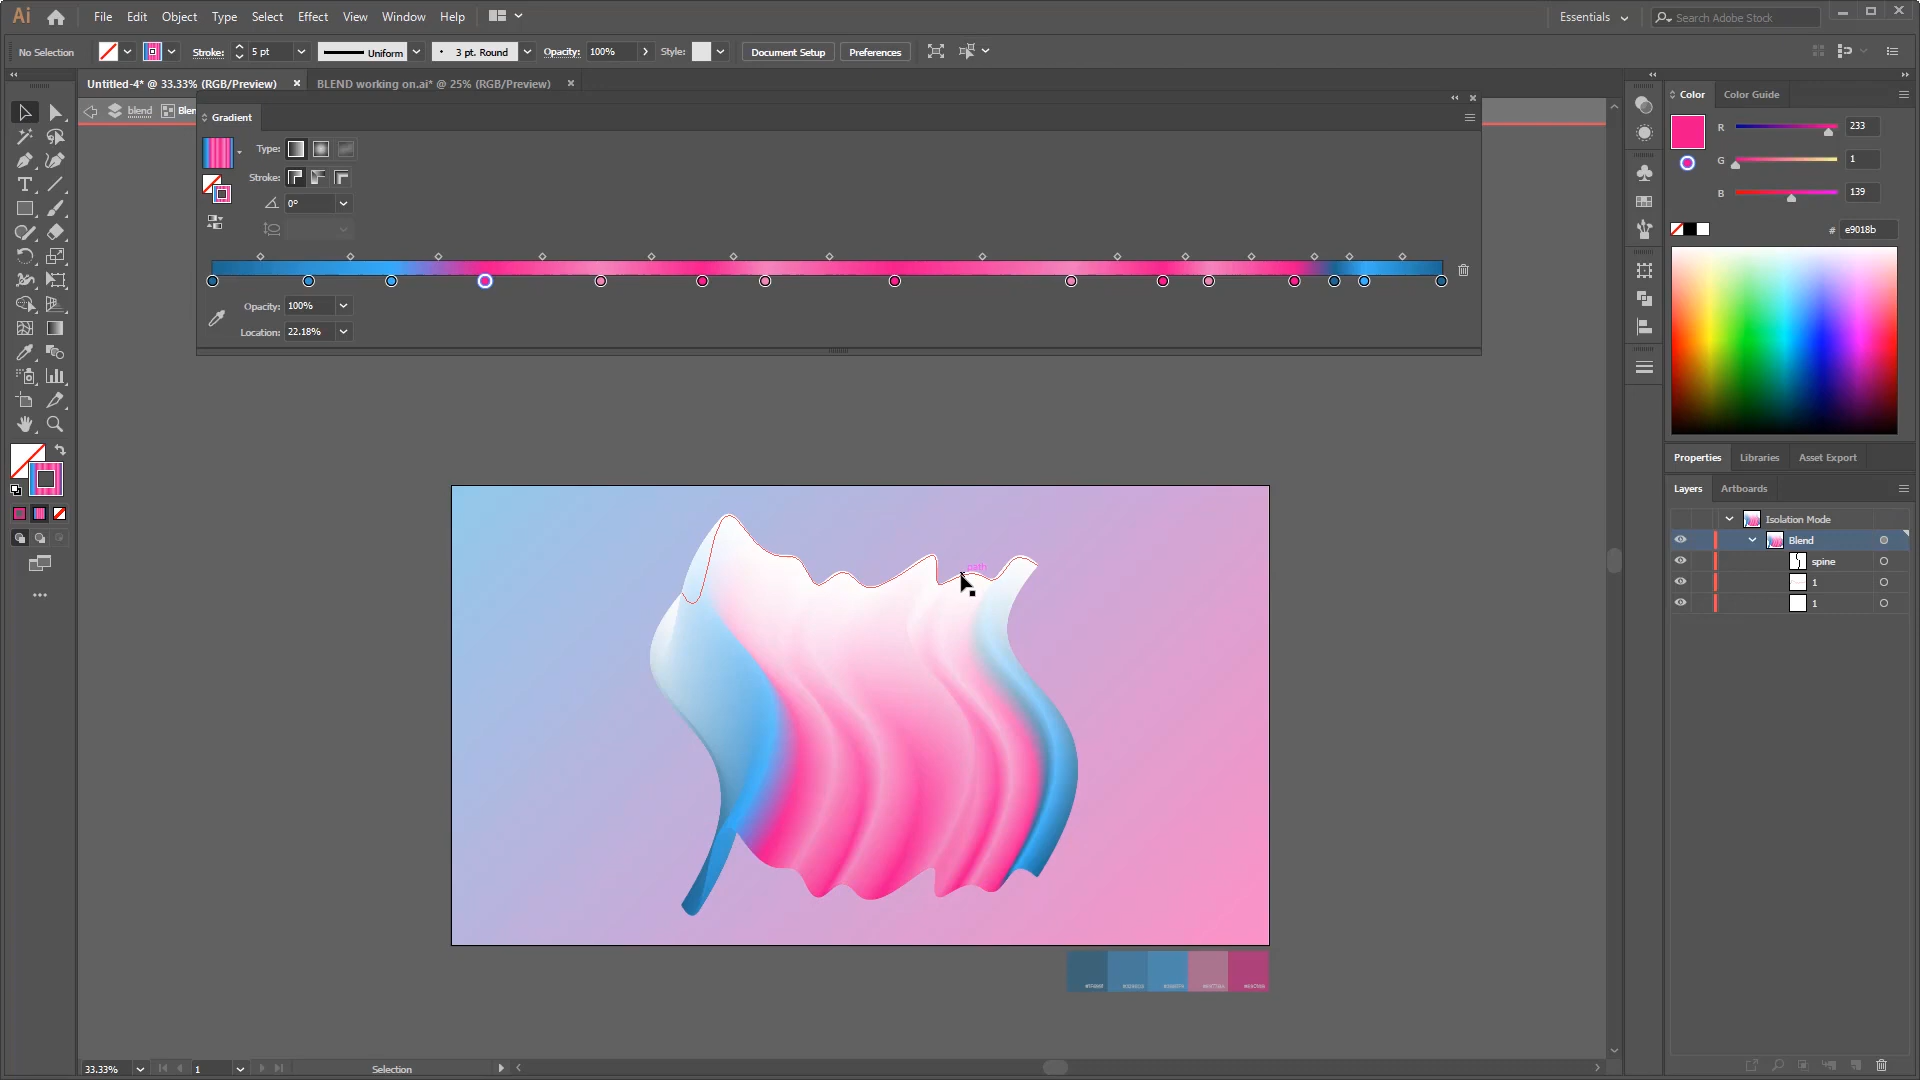 Ai File Edit Object Type Select Effect View Window Help Essentials Search Adobe Stock
No Selection Stroke: 5 pt Uniform 3 pt. Round Opacity: 100% Style: Document Setup Preferences
Untitled-4* @ 33.33% (RGB/Preview) BLEND working on.ai* @ 25% (RGB/Preview)
blend Blen
Gradient
Type:
Stroke:
0°
Opacity: 100%
Location: 22.18%
path
Color Color Guide
R 233
G 1
B 139
# e9018b
Properties Libraries Asset Export
Layers Artboards
Isolation Mode
Blend
spine
1
1
33.33% 1 Selection